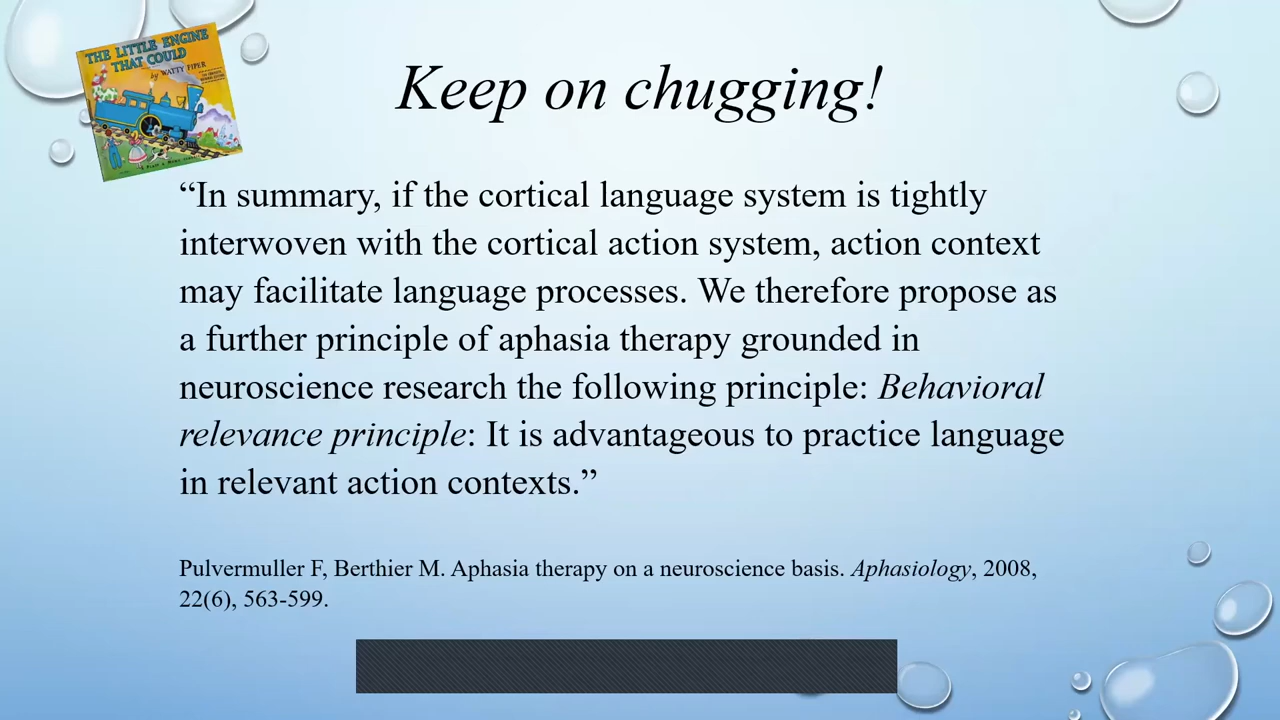 THE LITTLE ENGINE
THAT COULD
by WATTY PIPER
Keep on chugging!
“In summary, if the cortical language system is tightly
interwoven with the cortical action system, action context
may facilitate language processes. We therefore propose as
a further principle of aphasia therapy grounded in
neuroscience research the following principle: Behavioral
relevance principle: It is advantageous to practice language
in relevant action contexts.”
Pulvermuller F, Berthier M. Aphasia therapy on a neuroscience basis. Aphasiology, 2008,
22(6), 563-599.